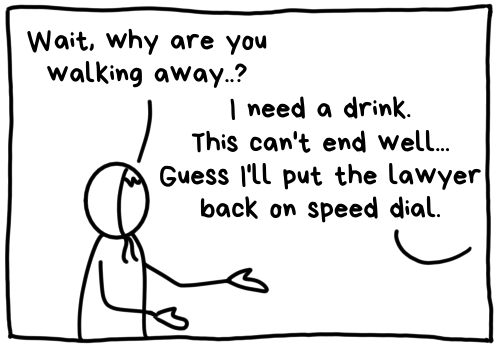 Wait, why are you
walking away..?
I need a drink.
This can't end well...
Guess I'll put the lawyer
back on speed dial.